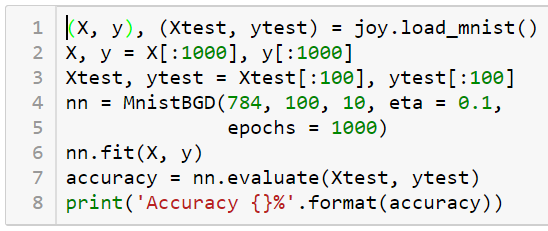 1 (X, y), (Xtest, ytest) = joy.load_mnist()
2 X, y = X[:1000], y[:1000]
3 Xtest, ytest = Xtest[:100], ytest[:100]
4 nn = MnistBGD(784, 100, 10, eta = 0.1,
5               epochs = 1000)
6 nn.fit(X, y)
7 accuracy = nn.evaluate(Xtest, ytest)
8 print('Accuracy {}%'.format(accuracy))